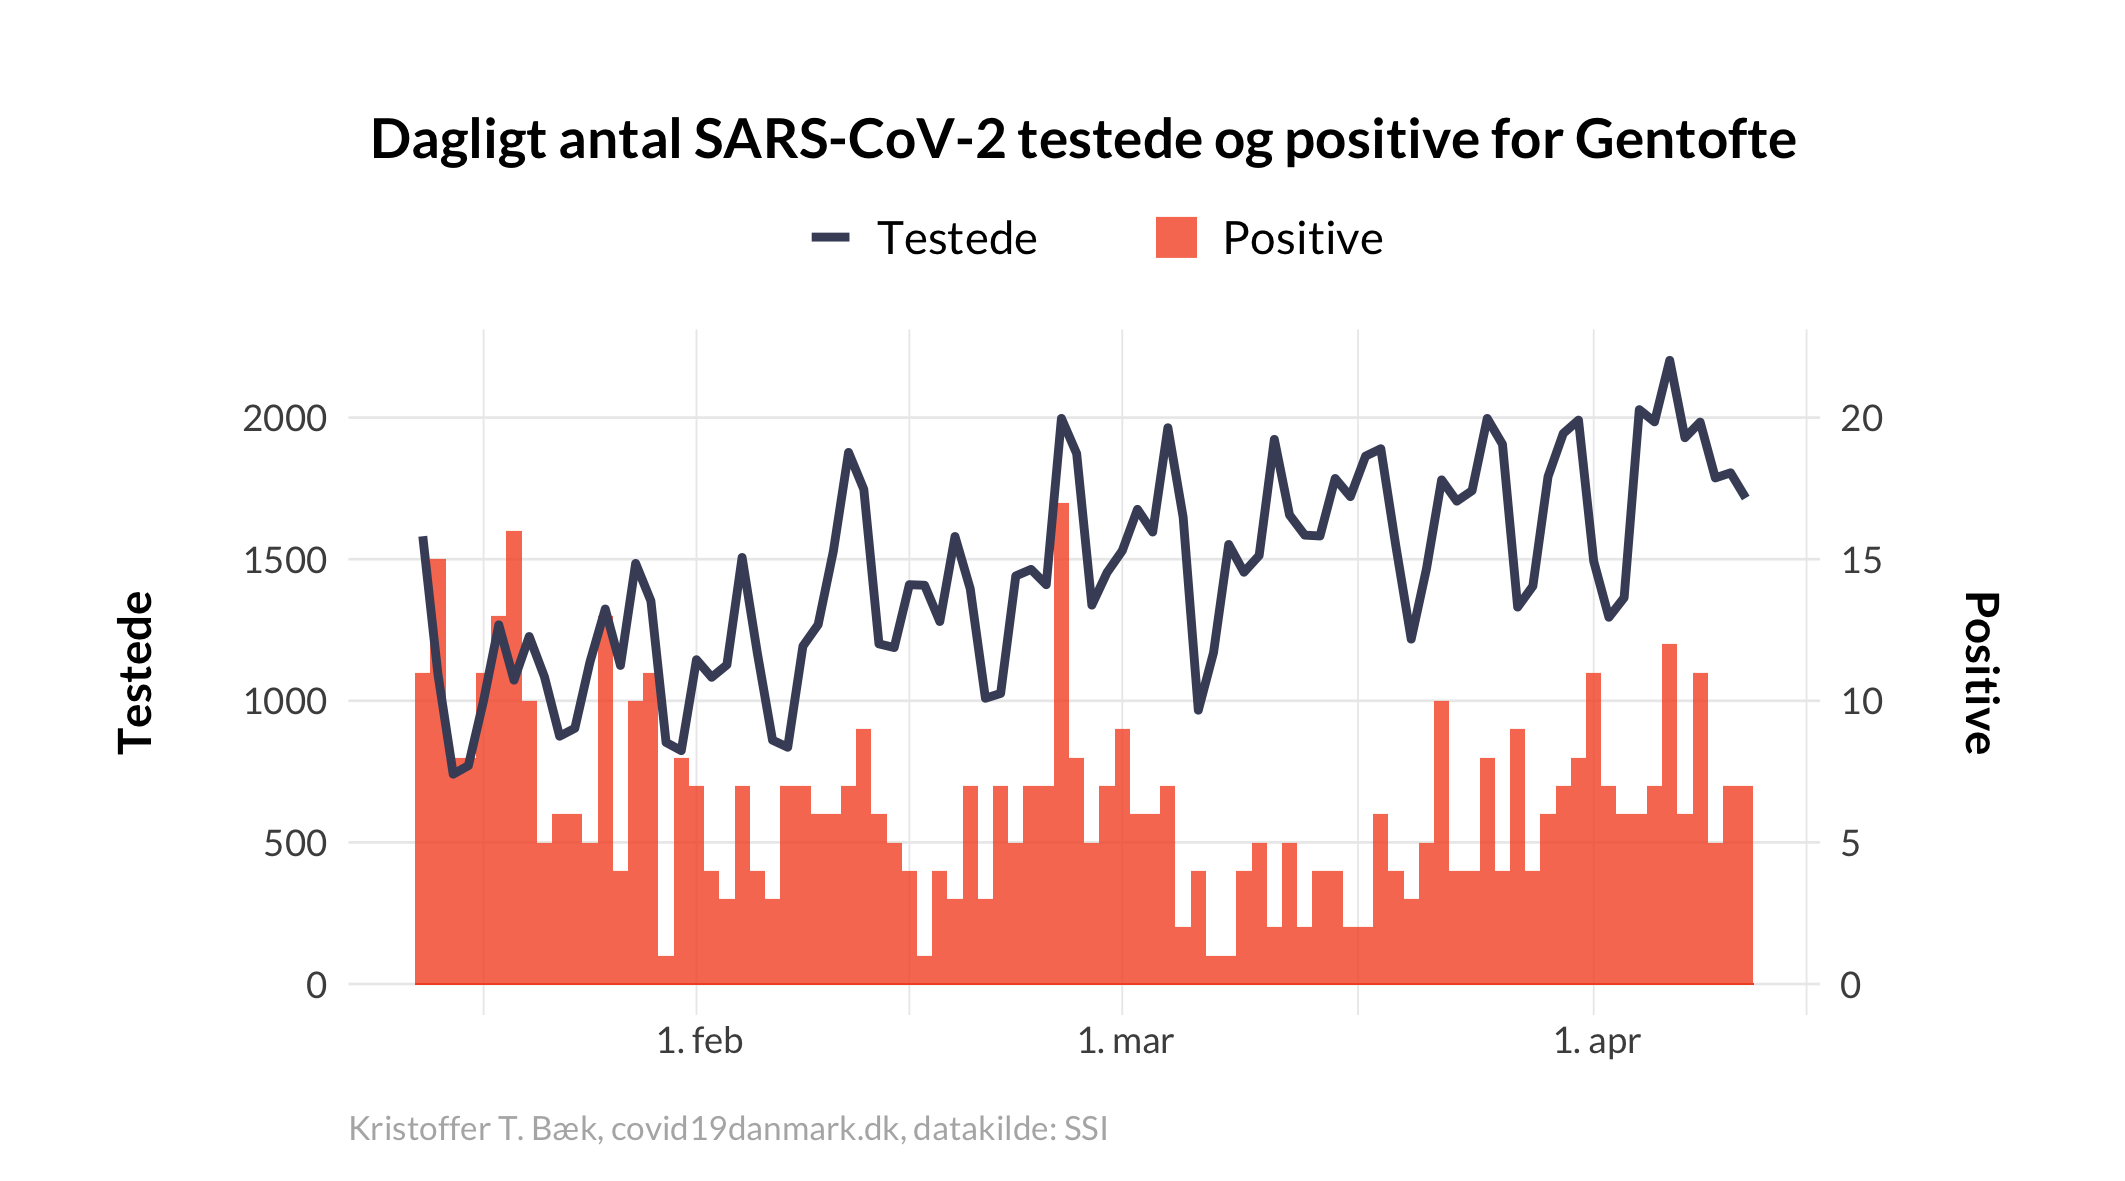 Dagligt antal SARS-CoV-2 testede og positive for Gentofte
Testede
Positive
2000
1500
1000
500
0
Testede
20
15
10
5
0
Positive
1. feb
1. mar
1. apr
Kristoffer T. Bæk, covid19danmark.dk, datakilde: SSI